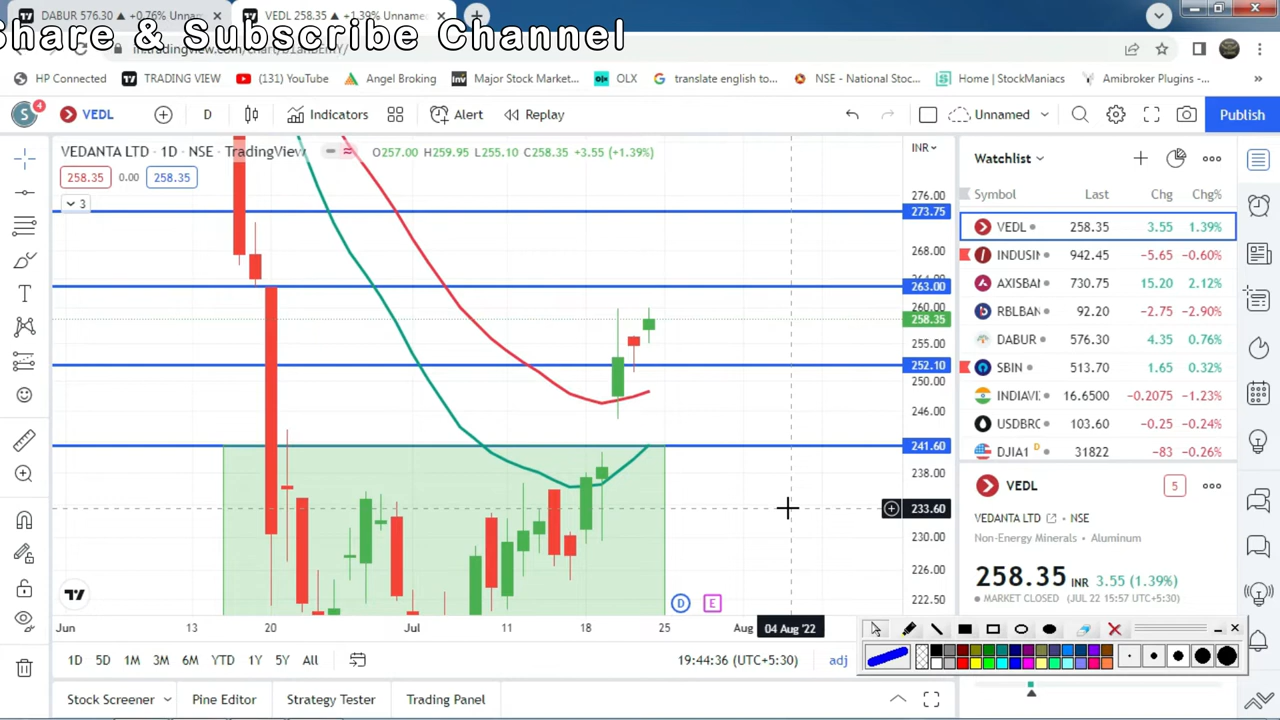 DABUR 576.30 ▲ +0.76% Unnam
VEDL 258.35 ▲ +1.39% Unname
Share & Subscribe Channel
HP Connected
TRADING VIEW
(131) YouTube
Angel Broking
Major Stock Market...
OLX
translate english to...
NSE - National Stoc...
Home | StockManiacs
Amibroker Plugins -...
S 4
VEDL
D
Indicators
Alert
Replay
Unnamed
Publish
VEDANTA LTD · 1D · NSE · TradingView
O257.00 H259.95 L255.10 C258.35 +3.55 (+1.39%)
INR
258.35 0.00 258.35
3
276.00
273.75
268.00
264.00
263.00
260.00
258.35
255.00
252.10
250.00
246.00
241.60
238.00
233.60
230.00
226.00
222.50
D E
Jun 13 20 Jul 11 18 25 Aug 04 Aug '22
1D 5D 1M 3M 6M YTD 1Y 5Y All
19:44:36 (UTC+5:30)
adj
Stock Screener
Pine Editor
Strategy Tester
Trading Panel
Watchlist
Symbol Last Chg Chg%
VEDL 258.35 3.55 1.39%
INDUSIN 942.45 −5.65 −0.60%
AXISBAN 730.75 15.20 2.12%
RBLBAN 92.20 −2.75 −2.90%
DABUR 576.30 4.35 0.76%
SBIN 513.70 1.65 0.32%
INDIAVI 16.6500 −0.2075 −1.23%
USDBRO 103.60 −0.25 −0.24%
DJIA1 D 31822 −83 −0.26%
VEDL 5
VEDANTA LTD · NSE
Non-Energy Minerals · Aluminum
258.35 INR 3.55 (1.39%)
MARKET CLOSED (JUL 22 15:57 UTC+5:30)